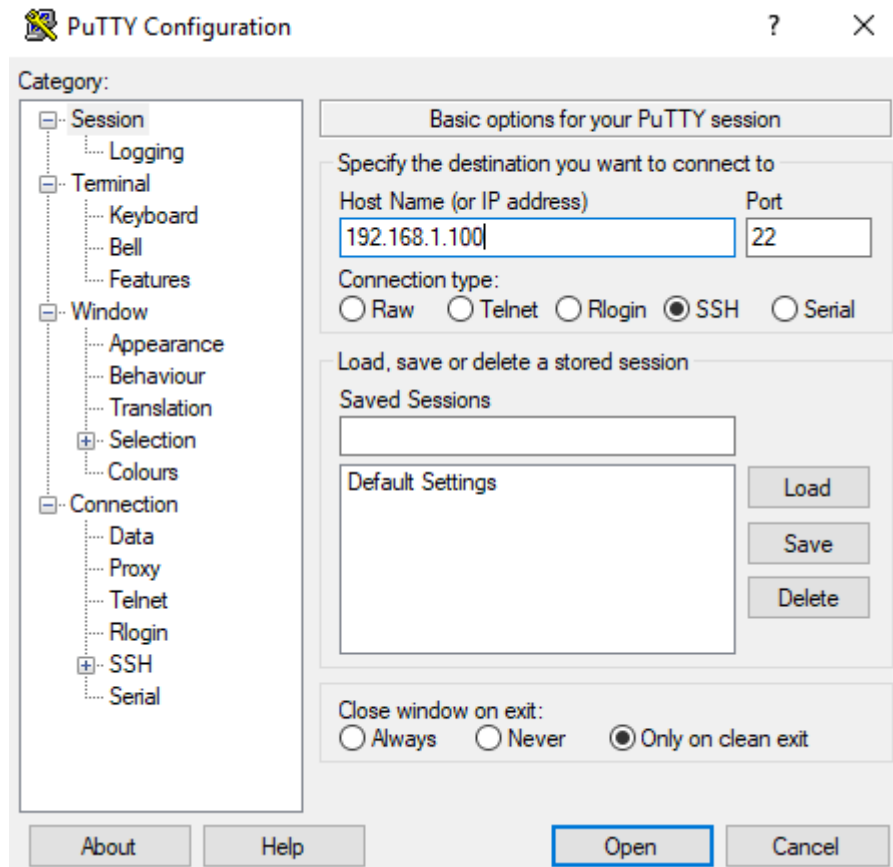 PuTTY Configuration
?
Category:
Session
Logging
Terminal
Keyboard
Bell
Features
Window
Appearance
Behaviour
Translation
Selection
Colours
Connection
Data
Proxy
Telnet
Rlogin
SSH
Serial
Basic options for your PuTTY session
Specify the destination you want to connect to
Host Name (or IP address) Port
192.168.1.100 22
Connection type:
Raw Telnet Rlogin SSH Serial
Load, save or delete a stored session
Saved Sessions
Default Settings
Load
Save
Delete
Close window on exit:
Always Never Only on clean exit
About Help Open Cancel